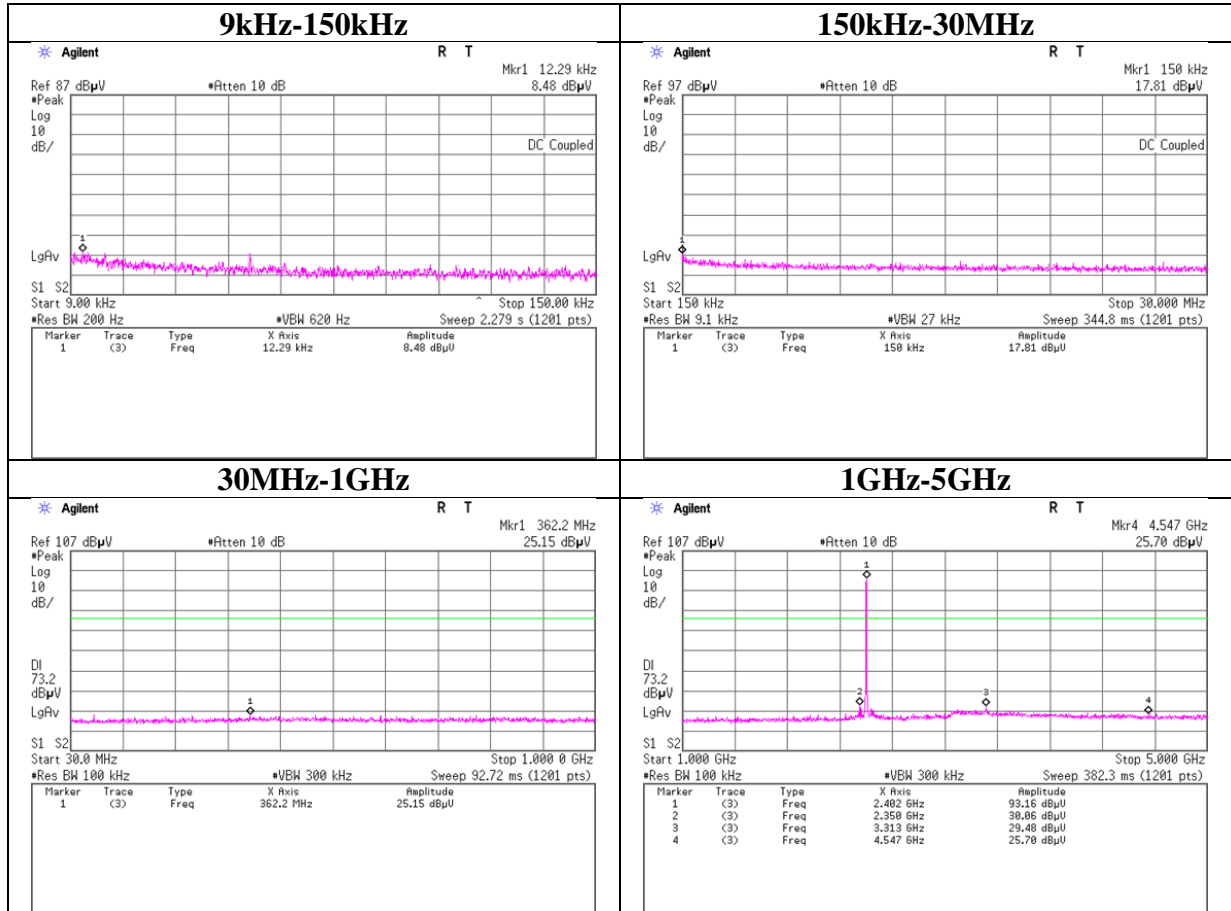 9kHz-150kHz
Agilent R T
Mkr1 12.29 kHz
Ref 87 dBµV #Atten 10 dB 8.48 dBµV
#Peak
Log
10
dB/ DC Coupled
1
LgAv
S1 S2
Start 9.00 kHz ^ Stop 150.00 kHz
#Res BW 200 Hz #VBW 620 Hz Sweep 2.279 s (1201 pts)
Marker Trace Type X Axis Amplitude
1 (3) Freq 12.29 kHz 8.48 dBµV
150kHz-30MHz
Agilent R T
Mkr1 150 kHz
Ref 97 dBµV #Atten 10 dB 17.81 dBµV
#Peak
Log
10
dB/ DC Coupled
1
LgAv
S1 S2
Start 150 kHz Stop 30.000 MHz
#Res BW 9.1 kHz #VBW 27 kHz Sweep 344.8 ms (1201 pts)
Marker Trace Type X Axis Amplitude
1 (3) Freq 150 kHz 17.81 dBµV
30MHz-1GHz
Agilent R T
Mkr1 362.2 MHz
Ref 107 dBµV #Atten 10 dB 25.15 dBµV
#Peak
Log
10
dB/
DI
73.2
dBµV
1
LgAv
S1 S2
Start 30.0 MHz Stop 1.000 0 GHz
#Res BW 100 kHz #VBW 300 kHz Sweep 92.72 ms (1201 pts)
Marker Trace Type X Axis Amplitude
1 (3) Freq 362.2 MHz 25.15 dBµV
1GHz-5GHz
Agilent R T
Mkr4 4.547 GHz
Ref 107 dBµV #Atten 10 dB 25.70 dBµV
#Peak
1
Log
10
dB/
DI
73.2
dBµV
2 3 4
LgAv
S1 S2
Start 1.000 GHz Stop 5.000 GHz
#Res BW 100 kHz #VBW 300 kHz Sweep 382.3 ms (1201 pts)
Marker Trace Type X Axis Amplitude
1 (3) Freq 2.402 GHz 93.16 dBµV
2 (3) Freq 2.350 GHz 30.06 dBµV
3 (3) Freq 3.313 GHz 29.48 dBµV
4 (3) Freq 4.547 GHz 25.70 dBµV